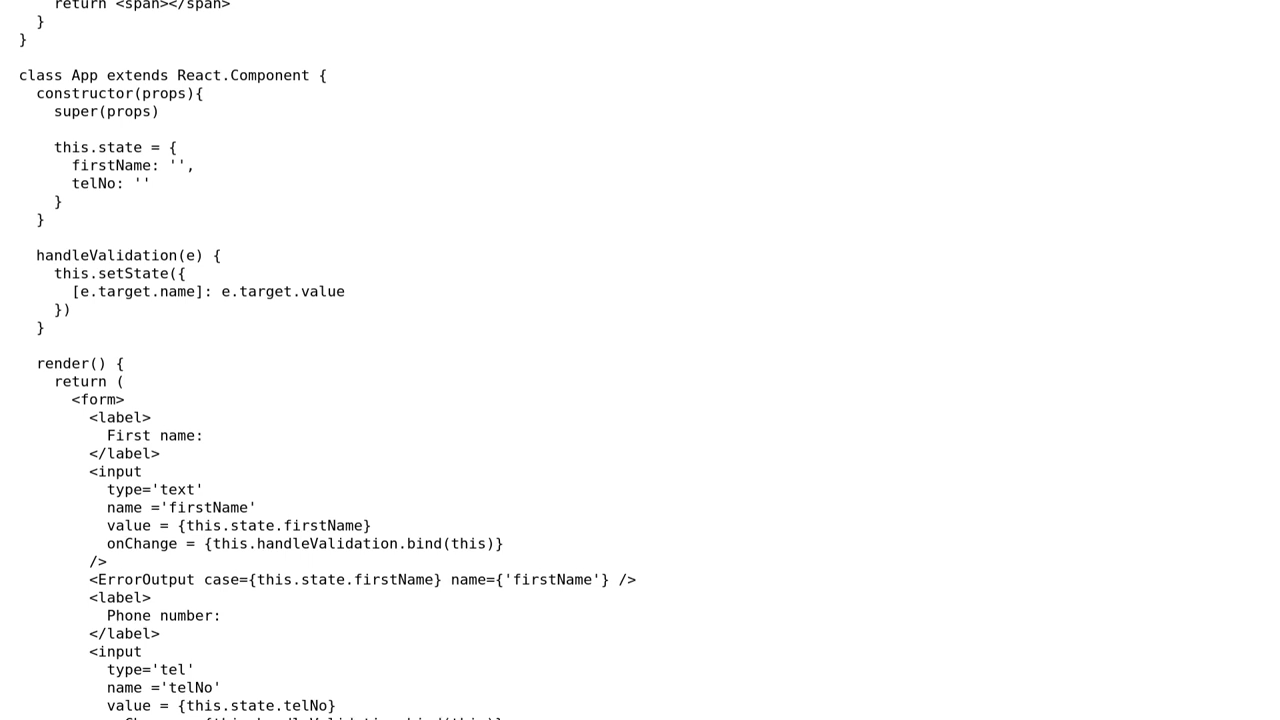 return <span></span>
}
}
class App extends React.Component {
constructor(props){
super(props)
this.state = {
firstName: '',
telNo: ''
}
}
handleValidation(e) {
this.setState({
[e.target.name]: e.target.value
})
}
render() {
return (
<form>
<label>
First name:
</label>
<input
type='text'
name ='firstName'
value = {this.state.firstName}
onChange = {this.handleValidation.bind(this)}
/>
<ErrorOutput case={this.state.firstName} name={'firstName'} />
<label>
Phone number:
</label>
<input
type='tel'
name ='telNo'
value = {this.state.telNo}